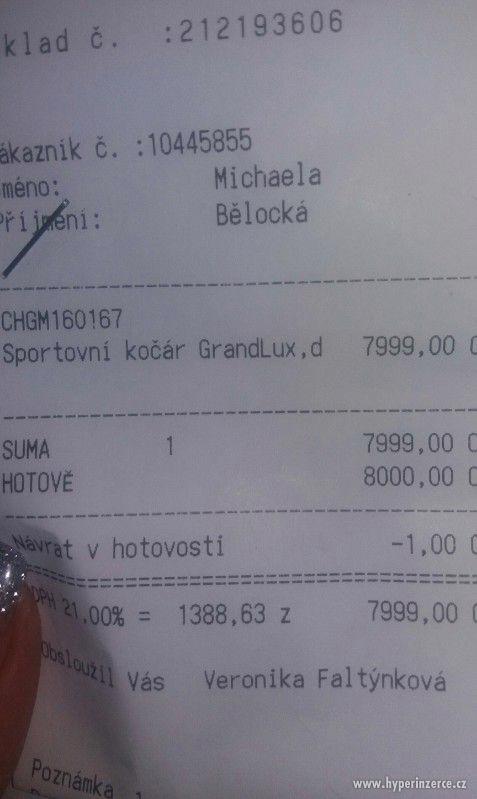 klad č. :212193606
ákazník č. :10445855
méno: Michaela
Příjmení: Bělocká
CHGM160167
Sportovní kočár GrandLux,d 7999,00
SUMA 1 7999,00
HOTOVĚ 8000,00
Návrat v hotovosti -1,00
DPH 21,00% = 1388,63 z 7999,00
Obsloužil Vás Veronika Faltýnková
Poznámka
www.hyperinzerce.cz